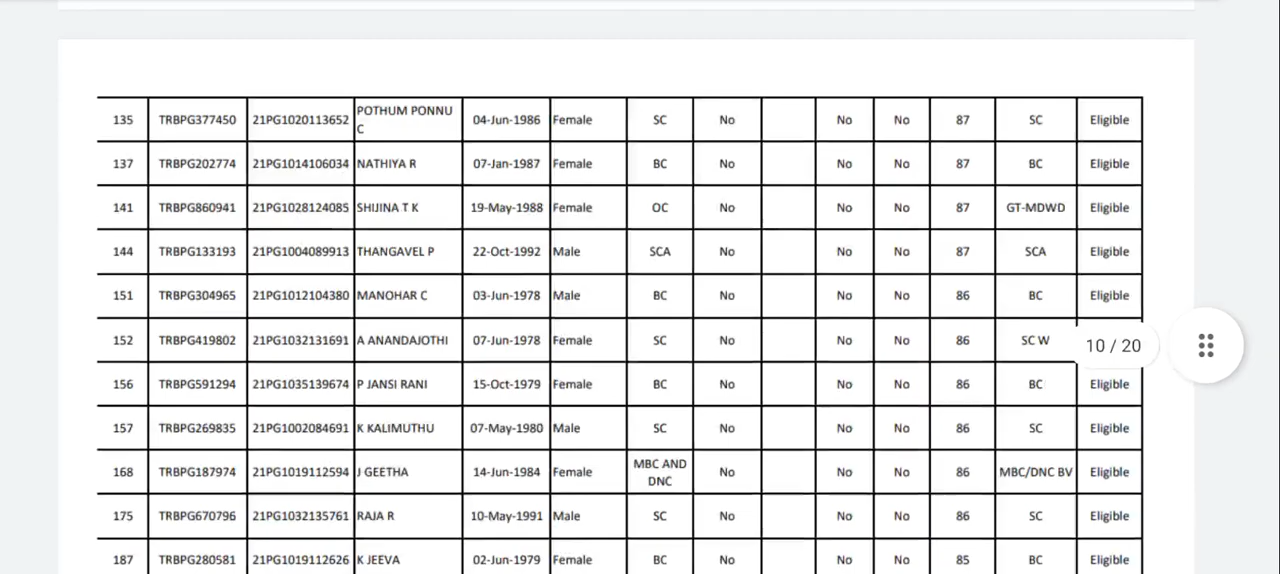 135 TRBPG377450 21PG1020113652 POTHUM PONNU C 04-Jun-1986 Female SC No No No 87 SC Eligible
137 TRBPG202774 21PG1014106034 NATHIYA R 07-Jan-1987 Female BC No No No 87 BC Eligible
141 TRBPG860941 21PG1028124085 SHIJINA T K 19-May-1988 Female OC No No No 87 GT-MDWD Eligible
144 TRBPG133193 21PG1004089913 THANGAVEL P 22-Oct-1992 Male SCA No No No 87 SCA Eligible
151 TRBPG304965 21PG1012104380 MANOHAR C 03-Jun-1978 Male BC No No No 86 BC Eligible
152 TRBPG419802 21PG1032131691 A ANANDAJOTHI 07-Jun-1978 Female SC No No No 86 SC W
10 / 20
156 TRBPG591294 21PG1035139674 P JANSI RANI 15-Oct-1979 Female BC No No No 86 BC Eligible
157 TRBPG269835 21PG1002084691 K KALIMUTHU 07-May-1980 Male SC No No No 86 SC Eligible
168 TRBPG187974 21PG1019112594 J GEETHA 14-Jun-1984 Female MBC AND DNC No No No 86 MBC/DNC BV Eligible
175 TRBPG670796 21PG1032135761 RAJA R 10-May-1991 Male SC No No No 86 SC Eligible
187 TRBPG280581 21PG1019112626 K JEEVA 02-Jun-1979 Female BC No No No 85 BC Eligible